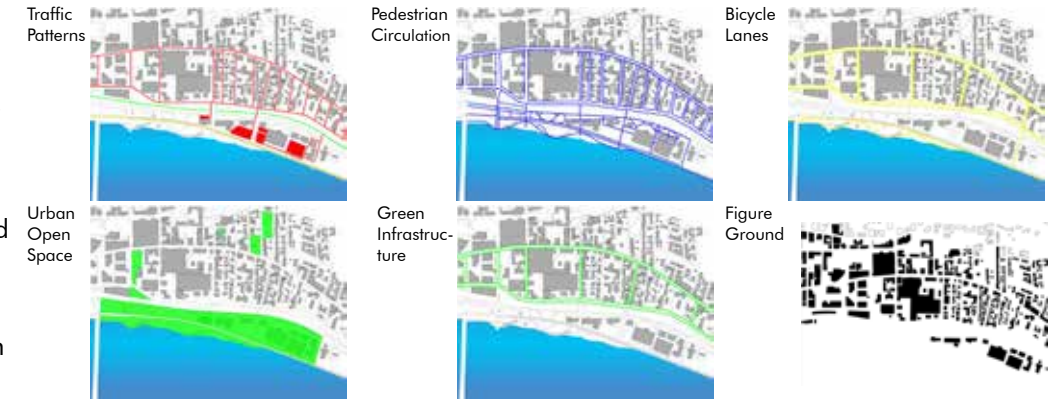 Traffic
Patterns
Pedestrian
Circulation
Bicycle
Lanes
d
Urban
Open
Space
Green
Infrastruc-
ture
Figure
Ground
n